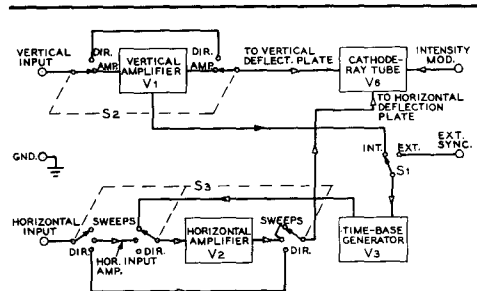 DIR.
DIR.
VERTICAL
INPUT
AMP.
VERTICAL
AMPLIFIER
V1
AMP.
TO VERTICAL
DEFLECT. PLATE
CATHODE-
RAY TUBE
V6
INTENSITY
MOD.
TO HORIZONTAL
DEFLECTION
PLATE
S2
GND.
INT.
EXT.
EXT.
SYNC.
S1
S3
HORIZONTAL
INPUT
SWEEPS
DIR.
HOR. INPUT
AMP.
DIR.
HORIZONTAL
AMPLIFIER
V2
SWEEPS
DIR.
TIME-BASE
GENERATOR
V3